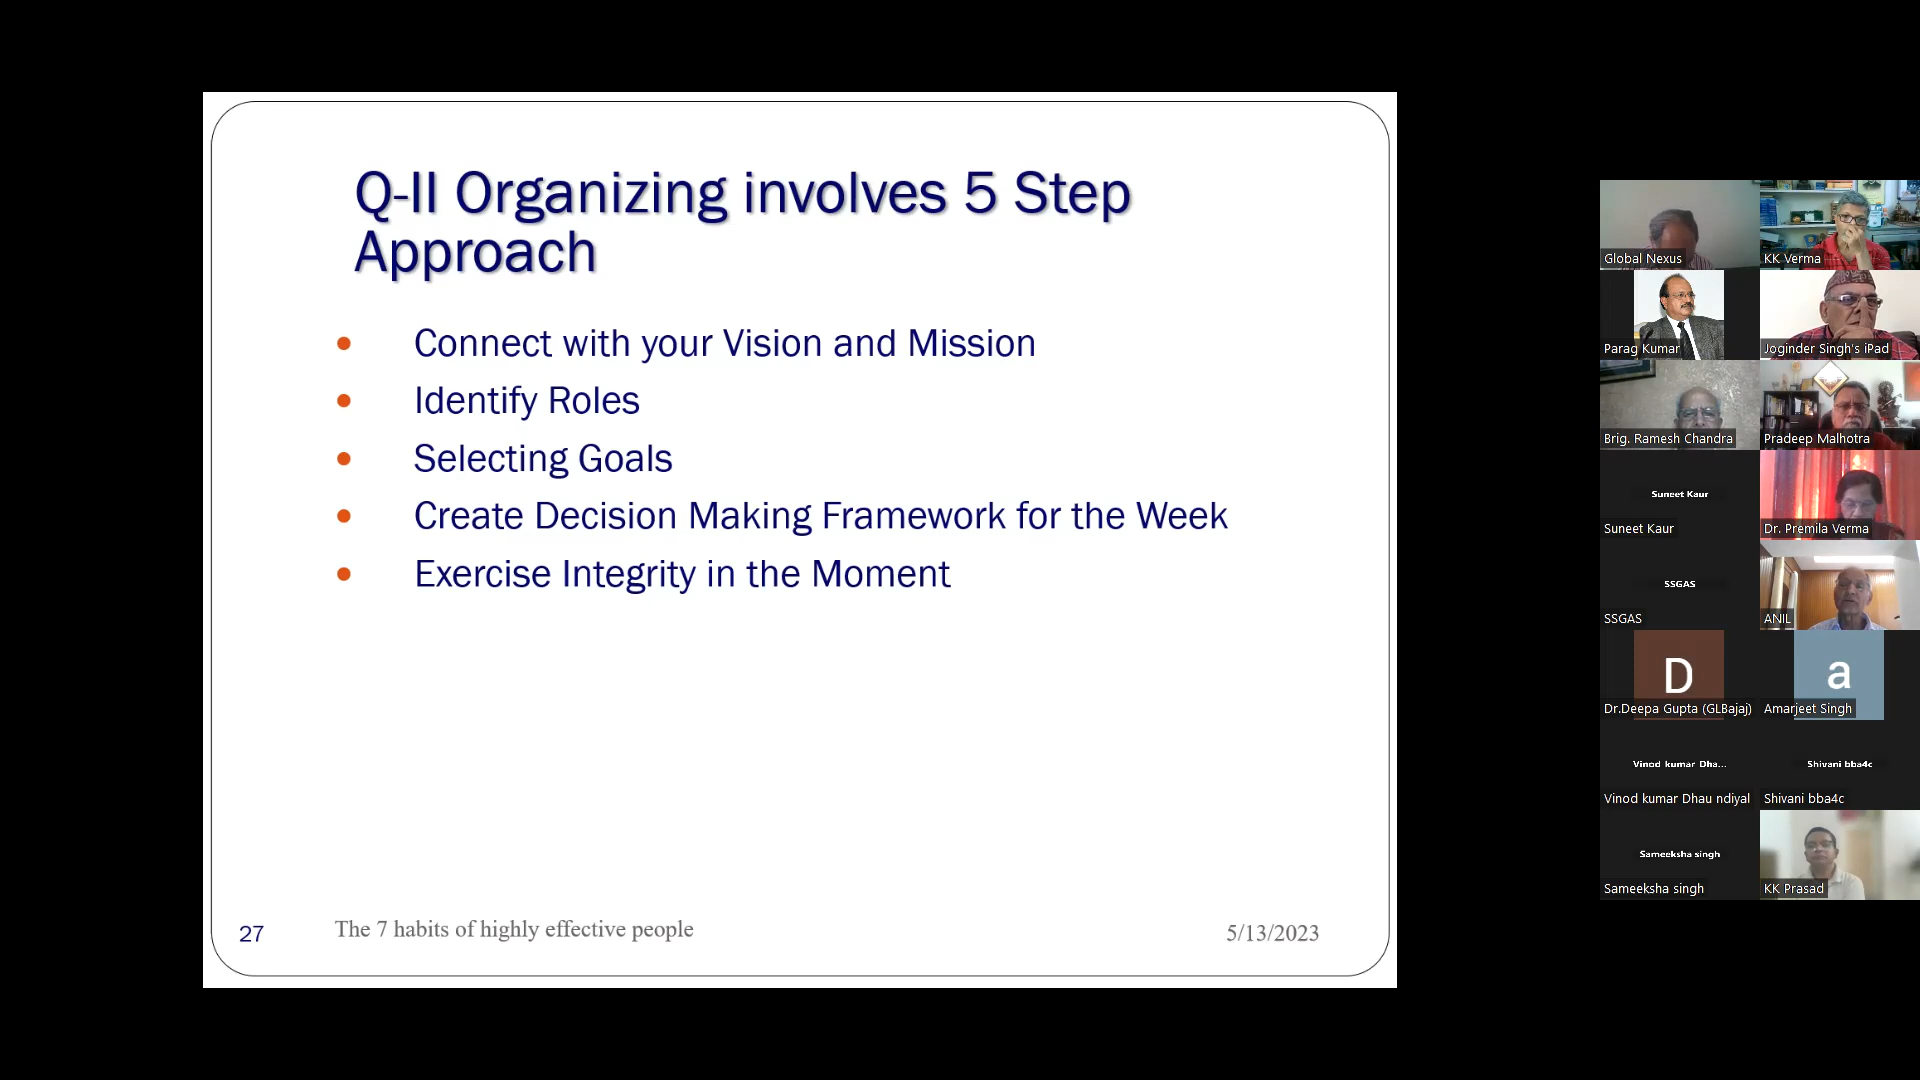 Q-II Organizing involves 5 Step
Approach
• Connect with your Vision and Mission
• Identify Roles
• Selecting Goals
• Create Decision Making Framework for the Week
• Exercise Integrity in the Moment
27
The 7 habits of highly effective people
5/13/2023
Global Nexus
KK Verma
Parag Kumar
Joginder Singh's iPad
Brig. Ramesh Chandra
Pradeep Malhotra
Suneet Kaur
Suneet Kaur
Dr. Premila Verma
SSGAS
SSGAS
ANIL
D
Dr.Deepa Gupta (GLBajaj)
a
Amarjeet Singh
Vinod kumar Dha...
Vinod kumar Dhau ndiyal
Shivani bba4c
Shivani bba4c
Sameeksha singh
Sameeksha singh
KK Prasad